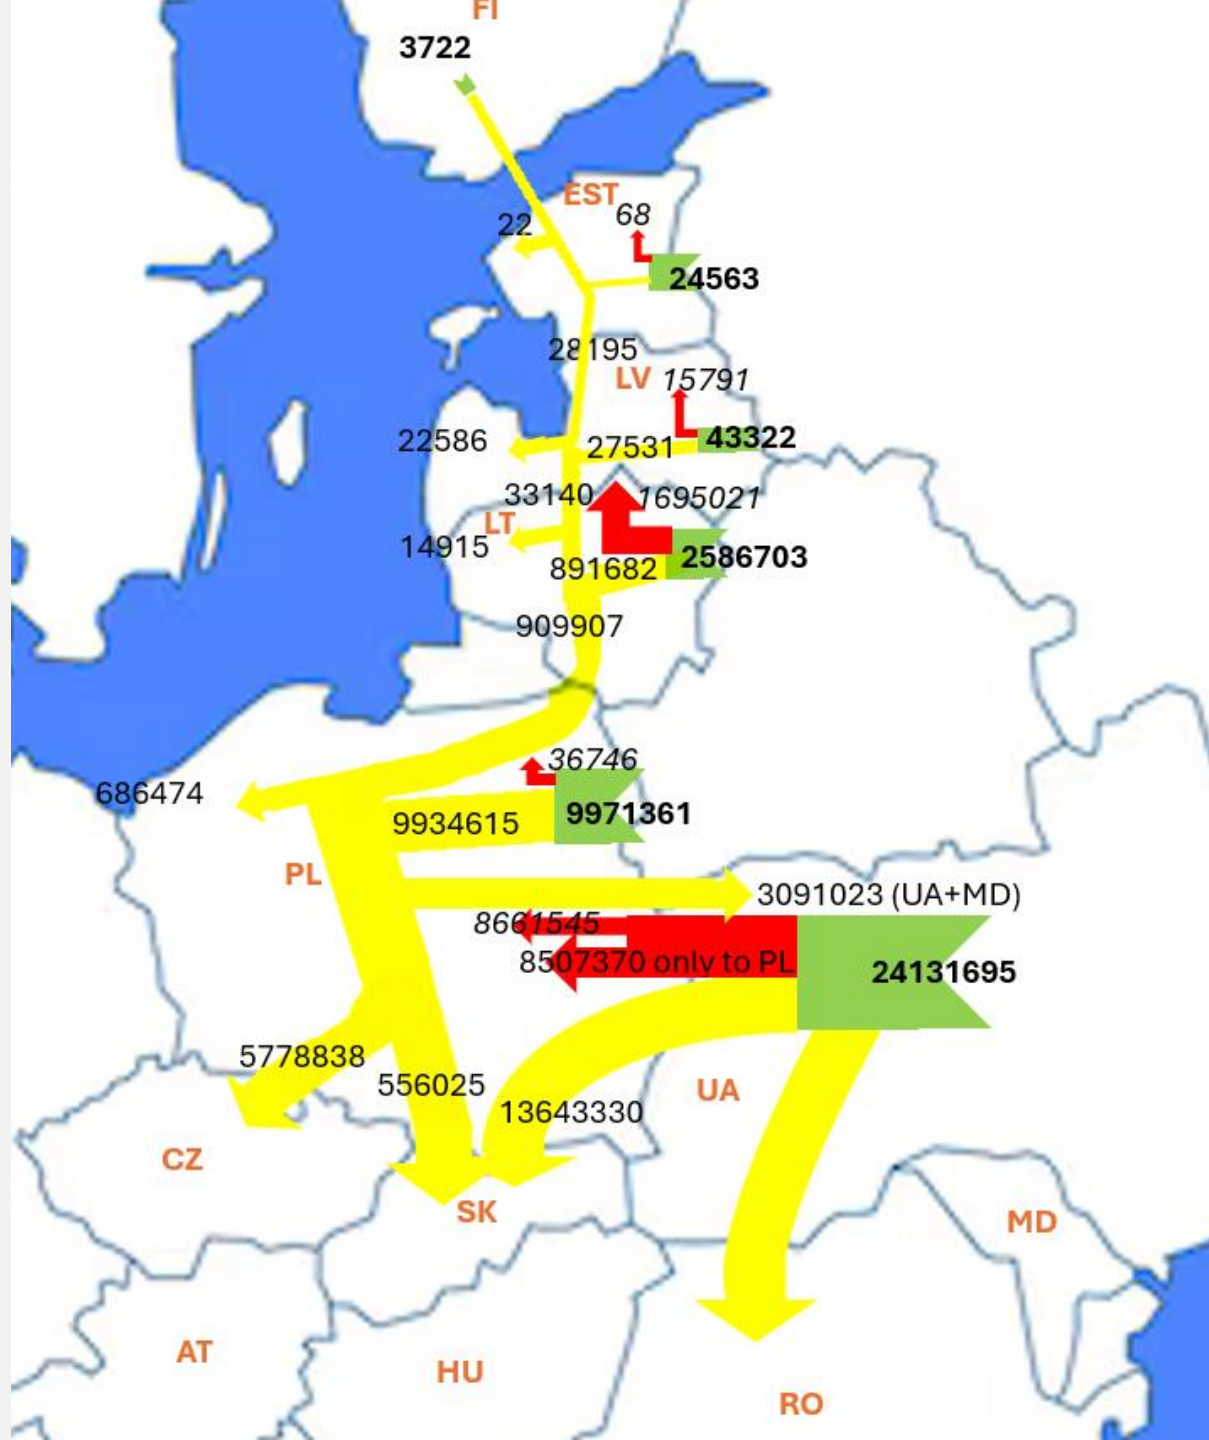 FI
3722
EST
68
22
24563
28195
LV
15791
22586
27531
43322
33140
1695021
LT
14915
891682
2586703
909907
36746
686474
9934615
9971361
PL
3091023 (UA+MD)
8661545
8507370 only to PL
24131695
5778838
556025
13643330
UA
CZ
SK
MD
AT
HU
RO